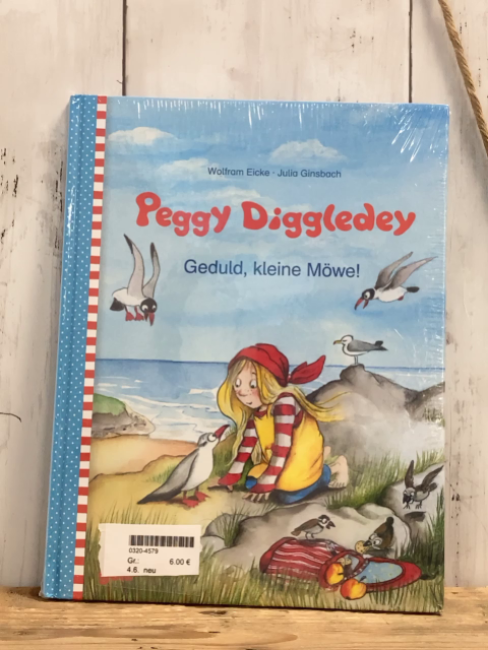 Wolfram Eicke · Julia Ginsbach
Peggy Diggledey
Geduld, kleine Möwe!
0320-4579
Gr.: 6.00 €
4.6. neu